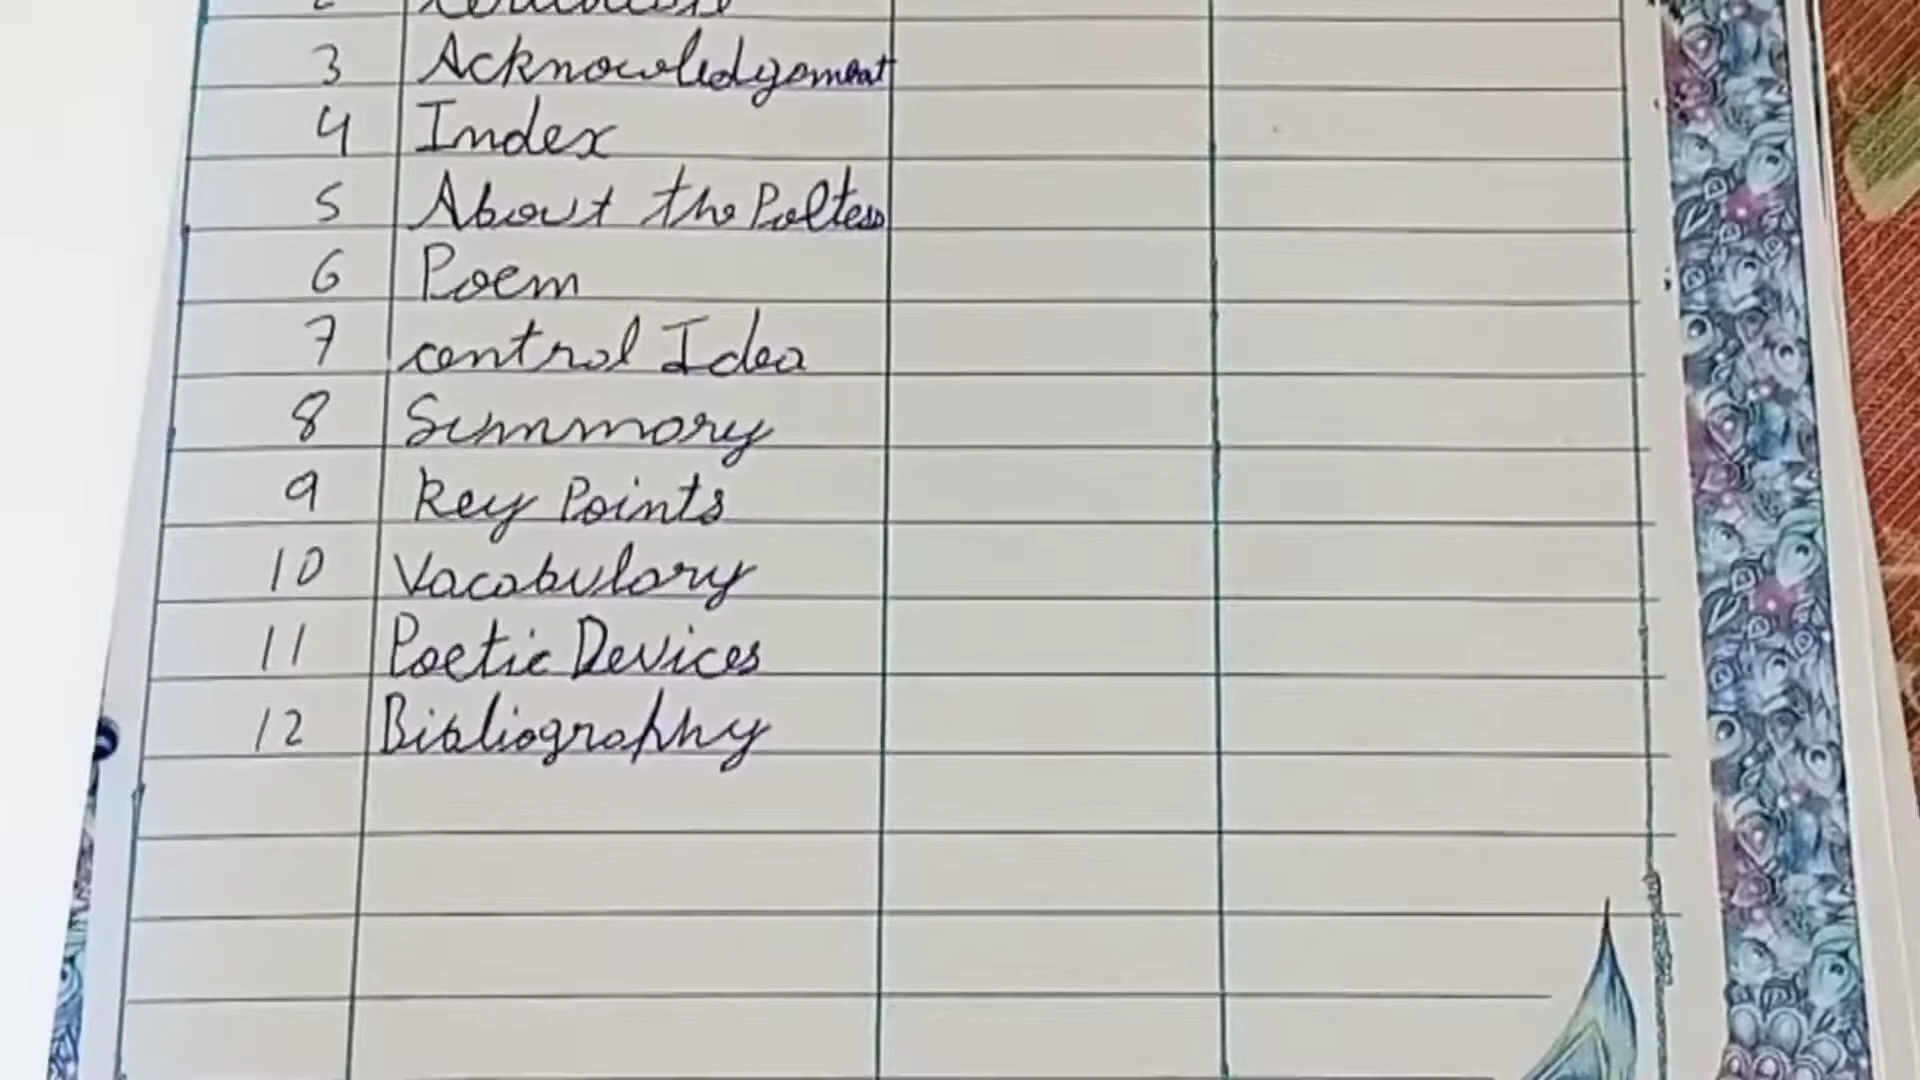 3 Acknowledgement
4 Index
5 About the Poetess
6 Poem
7 central Idea
8 Summary
9 Key Points
10 Vocabulary
11 Poetic Devices
12 Bibliography